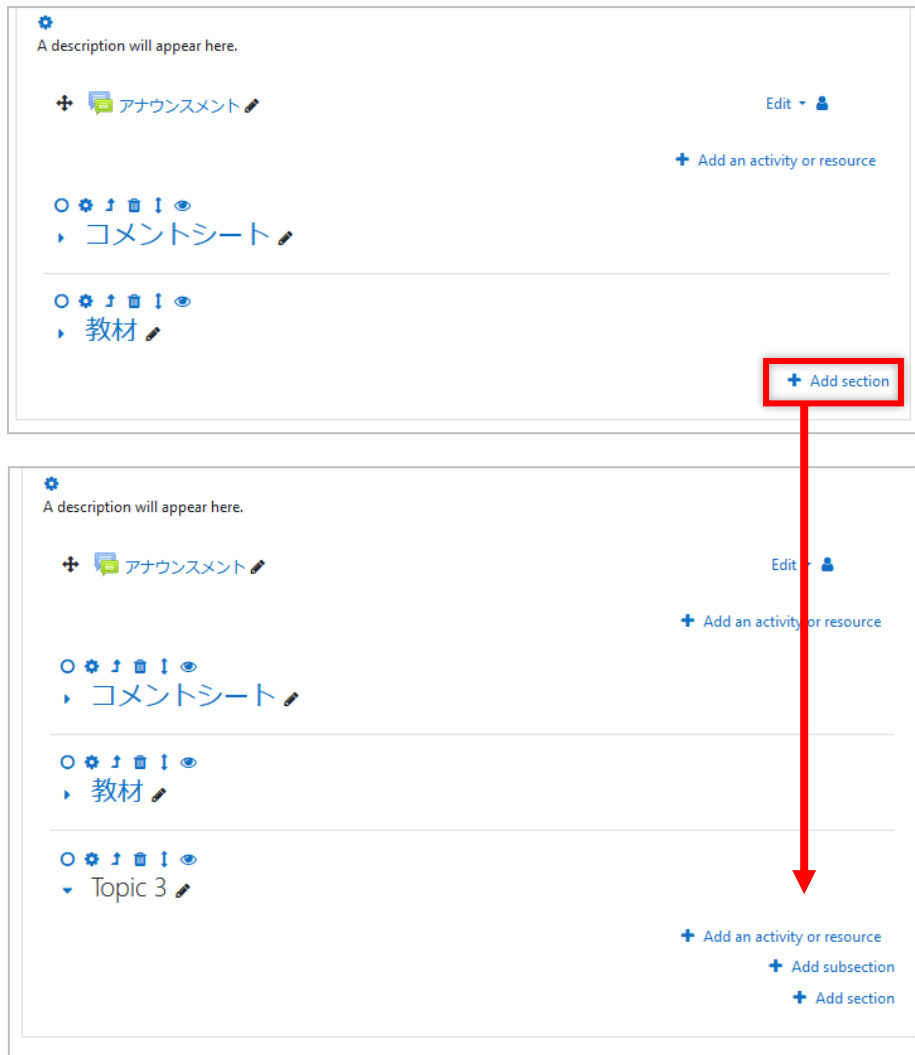 A description will appear here.
アナウンスメント
Edit
Add an activity or resource
コメントシート
教材
Add section
A description will appear here.
アナウンスメント
Edit
Add an activity or resource
コメントシート
教材
Topic 3
Add an activity or resource
Add subsection
Add section